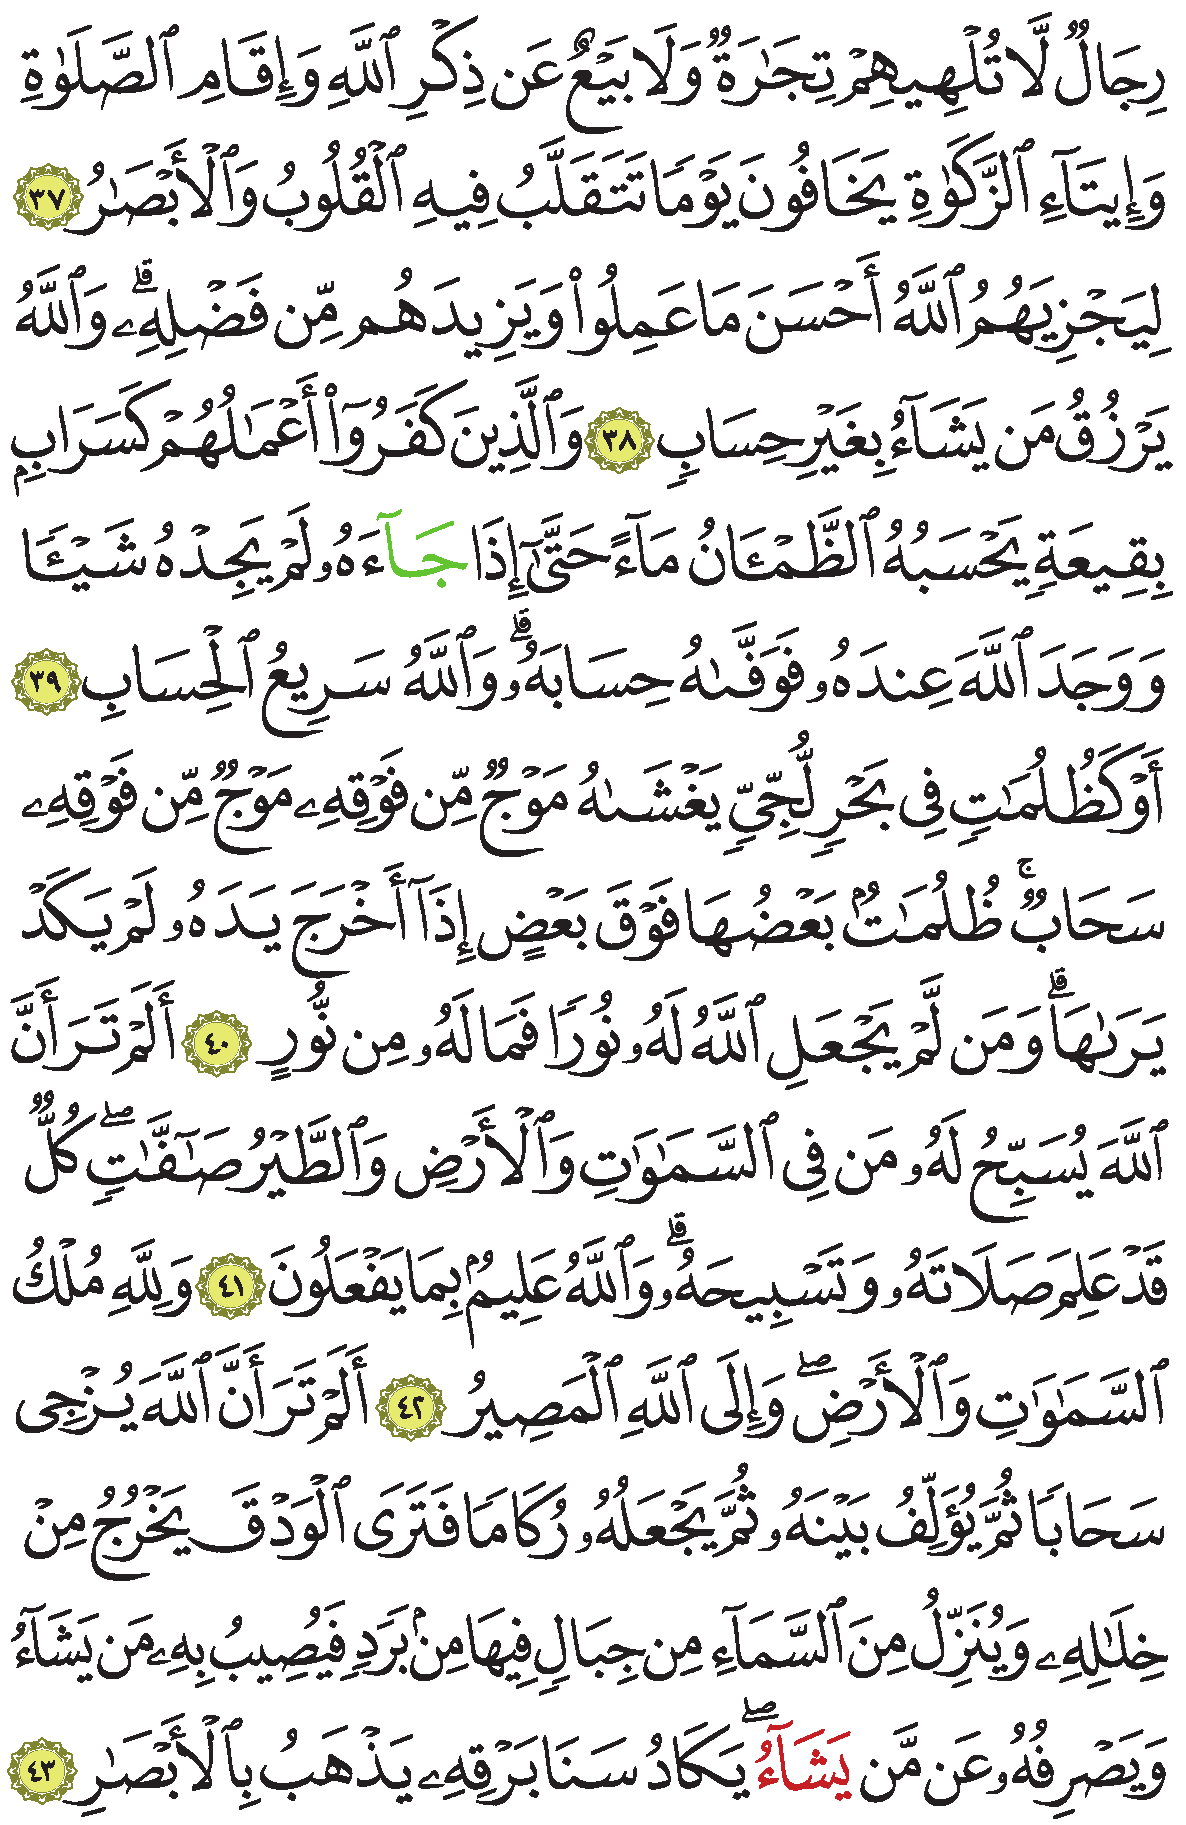 رِجَالٌ لَّا تُلْهِيهِمْ تِجَٰرَةٌ وَلَا بَيْعٌ عَن ذِكْرِ ٱللَّهِ وَإِقَامِ ٱلصَّلَوٰةِ
وَإِيتَآءِ ٱلزَّكَوٰةِ يَخَافُونَ يَوْمًا تَتَقَلَّبُ فِيهِ ٱلْقُلُوبُ وَٱلْأَبْصَٰرُ ٣٧
لِيَجْزِيَهُمُ ٱللَّهُ أَحْسَنَ مَا عَمِلُوا۟ وَيَزِيدَهُم مِّن فَضْلِهِۦ ۗ وَٱللَّهُ
يَرْزُقُ مَن يَشَآءُ بِغَيْرِ حِسَابٍ ٣٨ وَٱلَّذِينَ كَفَرُوٓا۟ أَعْمَٰلُهُمْ كَسَرَابٍۭ
بِقِيعَةٍ يَحْسَبُهُ ٱلظَّمْـَٔانُ مَآءً حَتَّىٰٓ إِذَا جَآءَهُۥ لَمْ يَجِدْهُ شَيْـًٔا
وَوَجَدَ ٱللَّهَ عِندَهُۥ فَوَفَّىٰهُ حِسَابَهُۥ ۗ وَٱللَّهُ سَرِيعُ ٱلْحِسَابِ ٣٩
أَوْ كَظُلُمَٰتٍ فِى بَحْرٍ لُّجِّىٍّ يَغْشَىٰهُ مَوْجٌ مِّن فَوْقِهِۦ مَوْجٌ مِّن فَوْقِهِۦ
سَحَابٌ ۚ ظُلُمَٰتٌۢ بَعْضُهَا فَوْقَ بَعْضٍ إِذَآ أَخْرَجَ يَدَهُۥ لَمْ يَكَدْ
يَرَىٰهَا ۗ وَمَن لَّمْ يَجْعَلِ ٱللَّهُ لَهُۥ نُورًا فَمَا لَهُۥ مِن نُّورٍ ٤٠ أَلَمْ تَرَ أَنَّ
ٱللَّهَ يُسَبِّحُ لَهُۥ مَن فِى ٱلسَّمَٰوَٰتِ وَٱلْأَرْضِ وَٱلطَّيْرُ صَٰٓفَّٰتٍ ۖ كُلٌّ
قَدْ عَلِمَ صَلَاتَهُۥ وَتَسْبِيحَهُۥ ۗ وَٱللَّهُ عَلِيمٌۢ بِمَا يَفْعَلُونَ ٤١ وَلِلَّهِ مُلْكُ
ٱلسَّمَٰوَٰتِ وَٱلْأَرْضِ ۖ وَإِلَى ٱللَّهِ ٱلْمَصِيرُ ٤٢ أَلَمْ تَرَ أَنَّ ٱللَّهَ يُزْجِى
سَحَابًا ثُمَّ يُؤَلِّفُ بَيْنَهُۥ ثُمَّ يَجْعَلُهُۥ رُكَامًا فَتَرَى ٱلْوَدْقَ يَخْرُجُ مِنْ
خِلَٰلِهِۦ وَيُنَزِّلُ مِنَ ٱلسَّمَآءِ مِن جِبَالٍ فِيهَا مِنۢ بَرَدٍ فَيُصِيبُ بِهِۦ مَن يَشَآءُ
وَيَصْرِفُهُۥ عَن مَّن يَشَآءُ ۖ يَكَادُ سَنَا بَرْقِهِۦ يَذْهَبُ بِٱلْأَبْصَٰرِ ٤٣